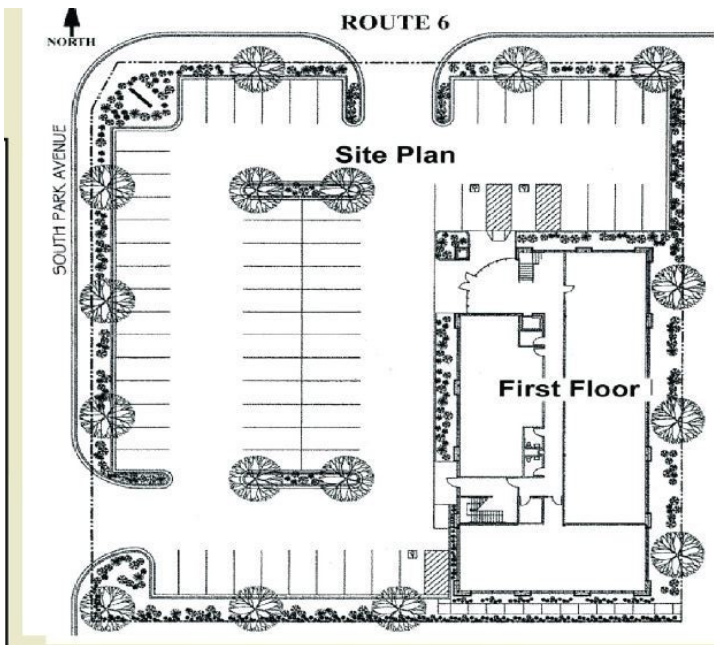 ROUTE 6
NORTH
Site Plan
SOUTH PARK AVENUE
First Floor